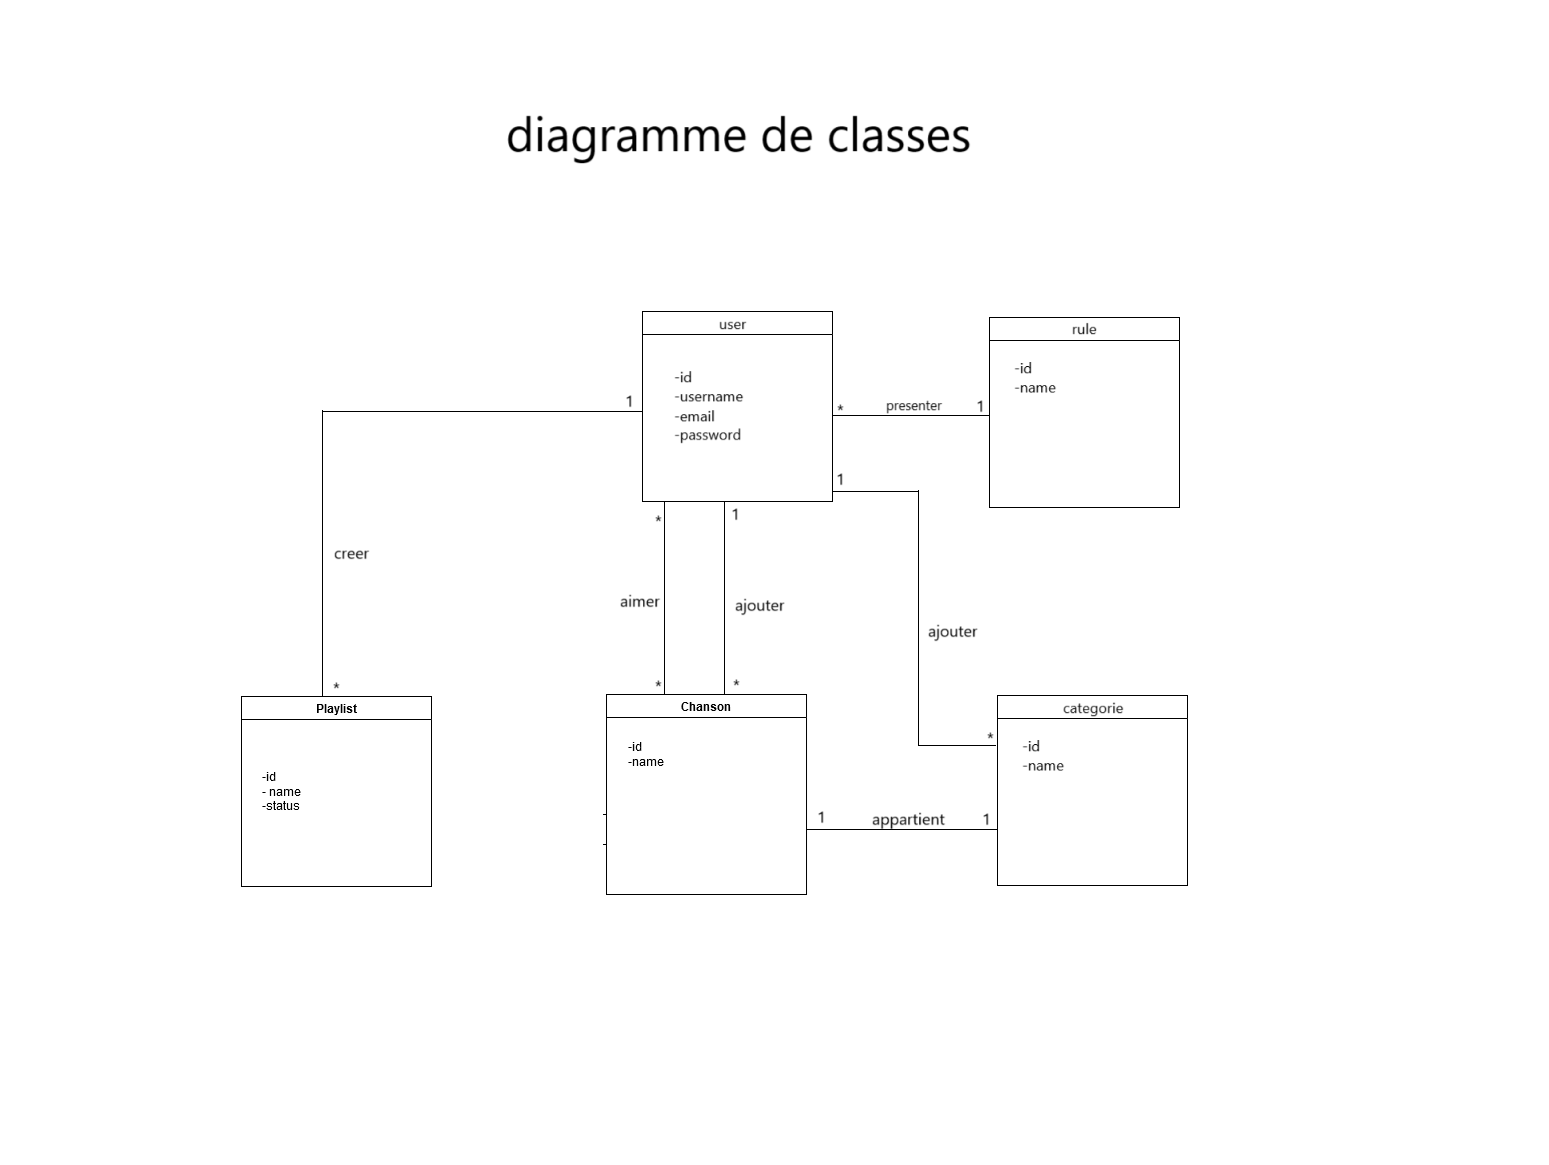 diagramme de classes
user
-id
-username
-email
-password
rule
-id
-name
1
* presenter 1
1
creer
* 1
aimer
ajouter
ajouter
*
* *
Playlist
-id
- name
-status
Chanson
-id
-name
*
categorie
-id
-name
1 appartient 1